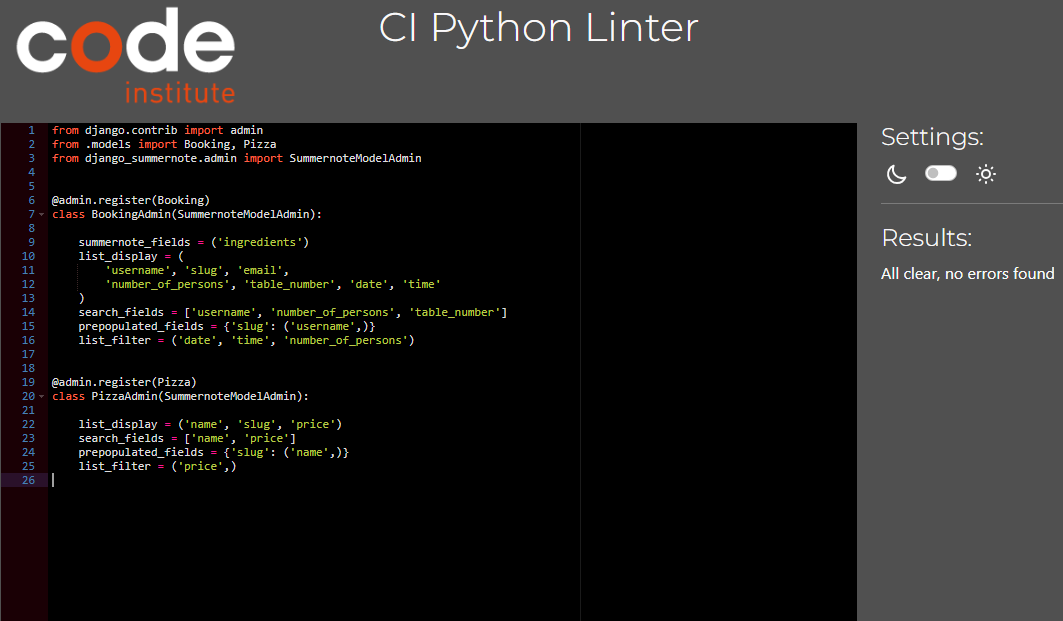 code
institute
CI Python Linter
1 from django.contrib import admin
2 from .models import Booking, Pizza
3 from django_summernote.admin import SummernoteModelAdmin
4
5
6 @admin.register(Booking)
7 class BookingAdmin(SummernoteModelAdmin):
8
9     summernote_fields = ('ingredients')
10     list_display = (
11         'username', 'slug', 'email',
12         'number_of_persons', 'table_number', 'date', 'time'
13     )
14     search_fields = ['username', 'number_of_persons', 'table_number']
15     prepopulated_fields = {'slug': ('username',)}
16     list_filter = ('date', 'time', 'number_of_persons')
17
18
19 @admin.register(Pizza)
20 class PizzaAdmin(SummernoteModelAdmin):
21
22     list_display = ('name', 'slug', 'price')
23     search_fields = ['name', 'price']
24     prepopulated_fields = {'slug': ('name',)}
25     list_filter = ('price',)
26
Settings:
Results:
All clear, no errors found